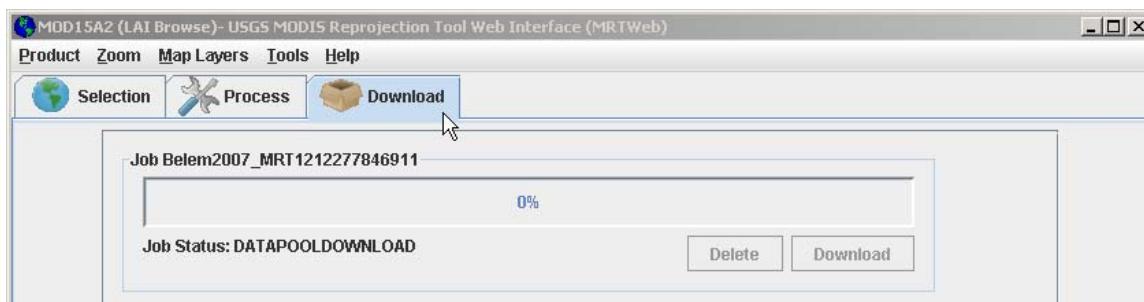 MOD15A2 (LAI Browse)- USGS MODIS Reprojection Tool Web Interface (MRTWeb)
Product Zoom Map Layers Tools Help
Selection Process Download
Job Belem2007_MRT1212277846911
0%
Job Status: DATAPOOLDOWNLOAD
Delete Download